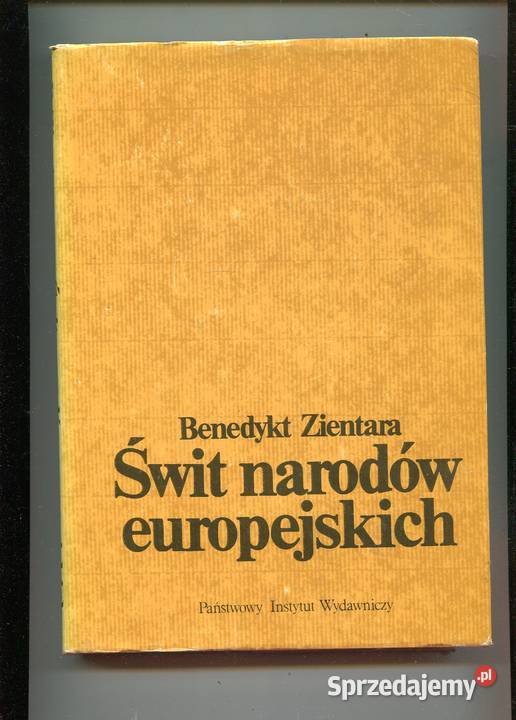 Benedykt Zientara
Świt narodów
europejskich
Państwowy Instytut Wydawniczy
Sprzedajemy.pl